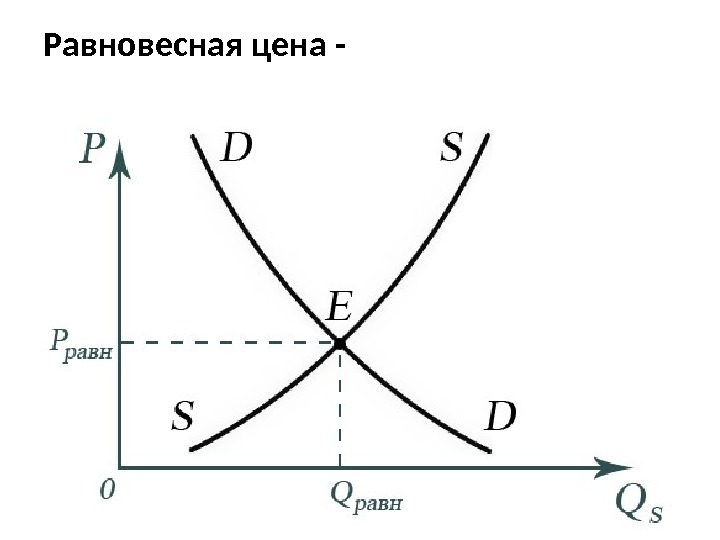 Равновесная цена -
P D S
E
Pравн
S D
0 Qравн QS